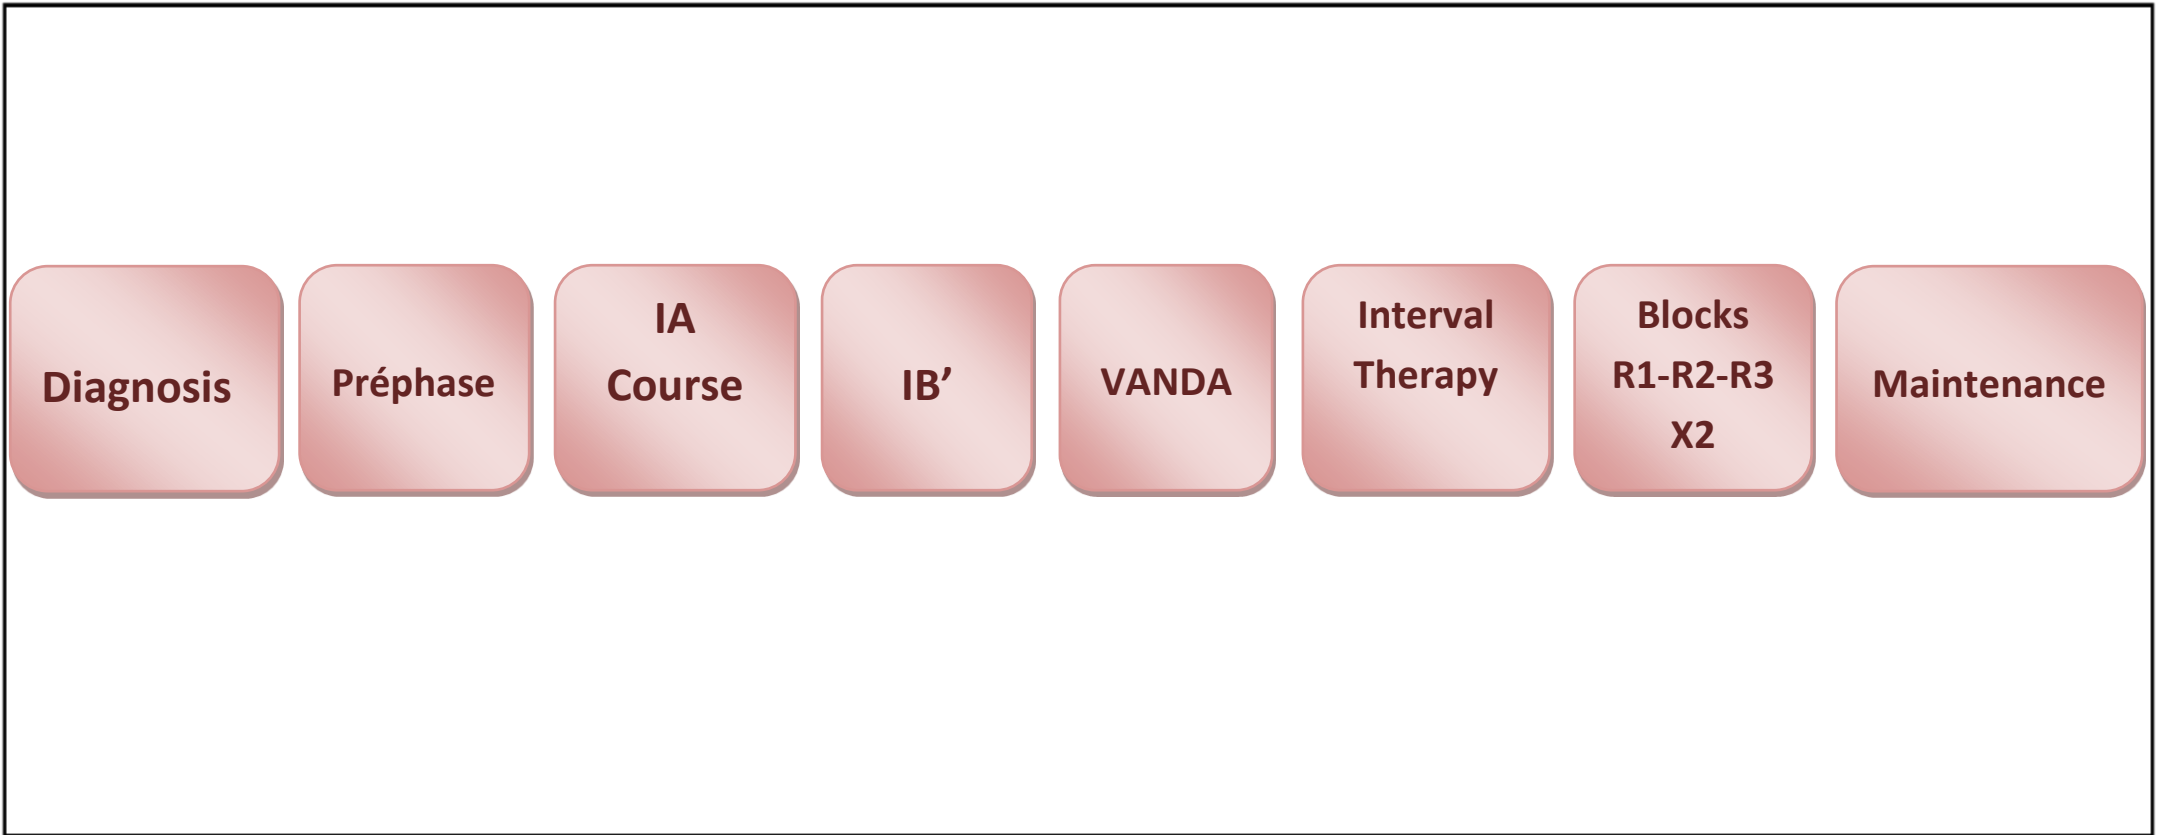 Diagnosis
Préphase
IA
Course
IB’
VANDA
Interval
Therapy
Blocks
R1-R2-R3
X2
Maintenance